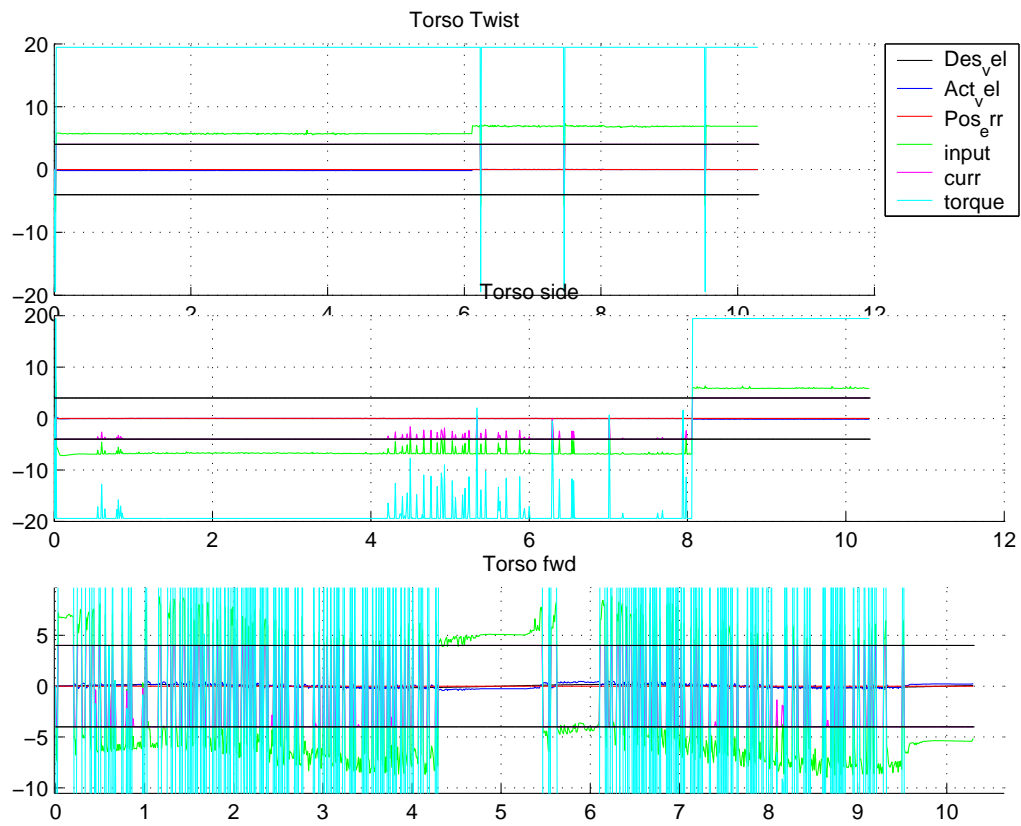 Torso Twist
20
10
0
−10
−20
0 2 4 6 8 10 12
Des_vel
Act_vel
Pos_err
input
curr
torque
Torso side
20
10
0
−10
−20
0 2 4 6 8 10 12
Torso fwd
5
0
−5
−10
0 1 2 3 4 5 6 7 8 9 10